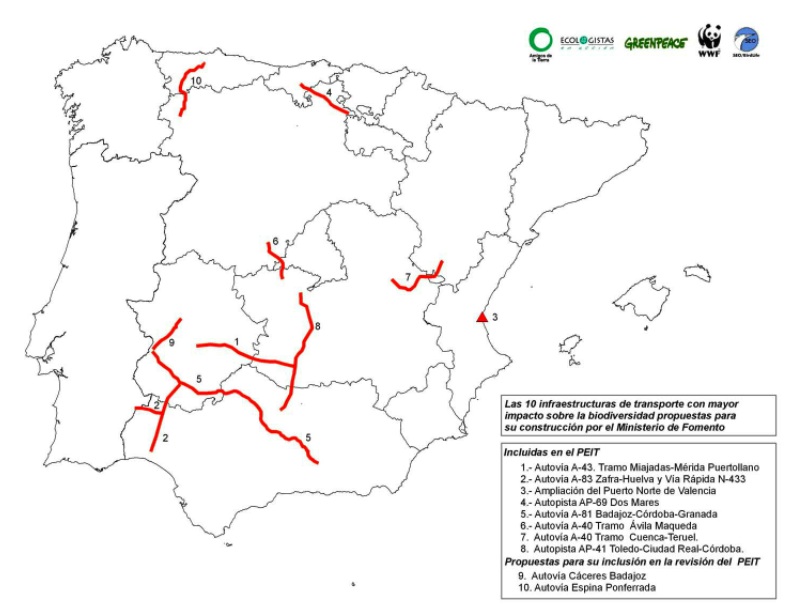 Amigos de
la Tierra
ECOLOGISTAS
en acción
GREENPEACE
WWF
SEO
SEO/BirdLife
10
4
6
7
3
8
9
1
5
2
2
5
Las 10 infraestructuras de transporte con mayor
impacto sobre la biodiversidad propuestas para
su construcción por el Ministerio de Fomento
Incluidas en el PEIT
1.- Autovía A-43. Tramo Miajadas-Mérida Puertollano
2.- Autovía A-83 Zafra-Huelva y Via Rápida N-433
3.- Ampliación del Puerto Norte de Valencia
4.- Autopista AP-69 Dos Mares
5.- Autovía A-81 Badajoz-Córdoba-Granada
6.- Autovía A-40 Tramo Ávila Maqueda
7. Autovía A-40 Tramo Cuenca-Teruel.
8. Autopista AP-41 Toledo-Ciudad Real-Córdoba.
Propuestas para su inclusión en la revisión del PEIT
9. Autovía Cáceres Badajoz
10. Autovía Espina Ponferrada